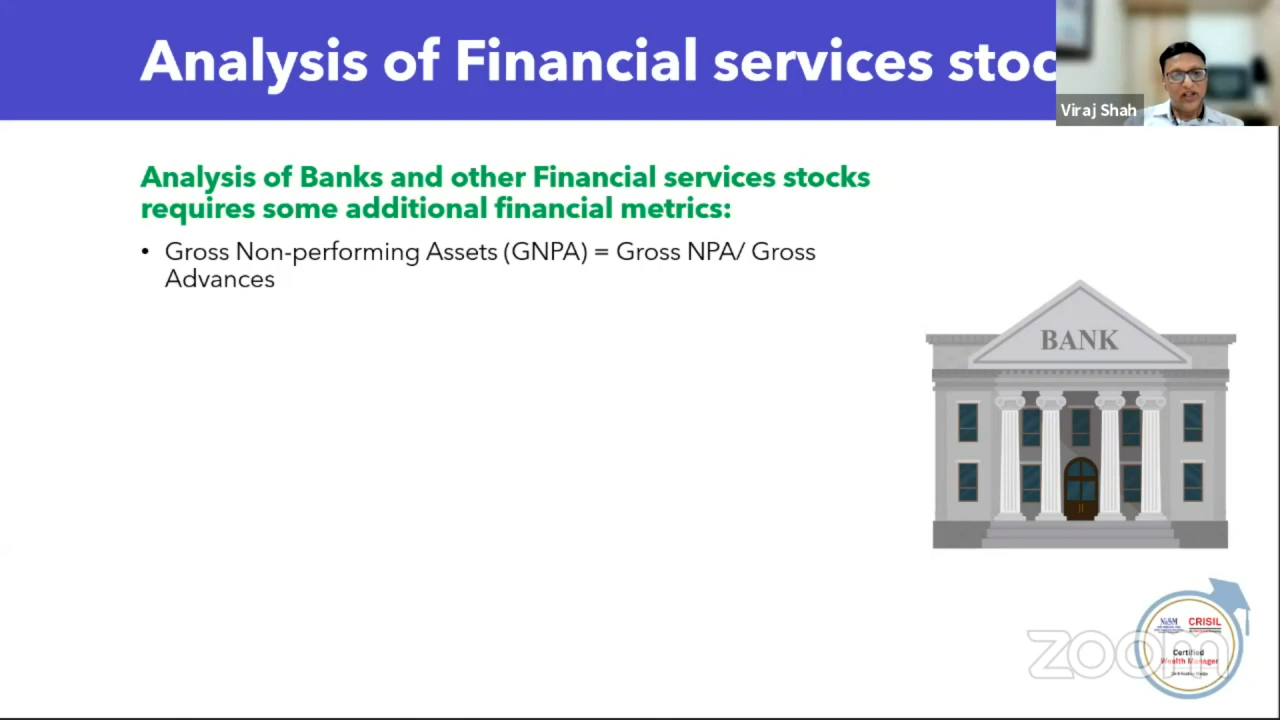 Analysis of Financial services stoc
Viraj Shah
Analysis of Banks and other Financial services stocks
requires some additional financial metrics:
• Gross Non-performing Assets (GNPA) = Gross NPA/ Gross
Advances
BANK
NISM CRISIL
zoom
Certified
Wealth Manager